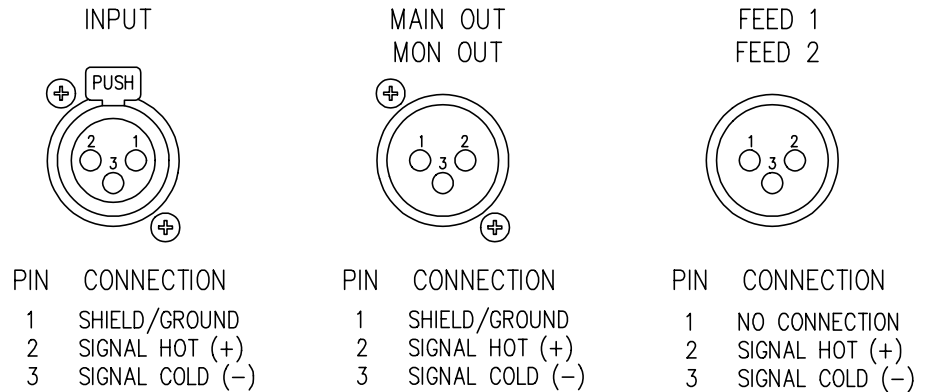 INPUT
PUSH
2 3 1
PIN CONNECTION
1 SHIELD/GROUND
2 SIGNAL HOT (+)
3 SIGNAL COLD (−)
MAIN OUT
MON OUT
1 3 2
PIN CONNECTION
1 SHIELD/GROUND
2 SIGNAL HOT (+)
3 SIGNAL COLD (−)
FEED 1
FEED 2
1 3 2
PIN CONNECTION
1 NO CONNECTION
2 SIGNAL HOT (+)
3 SIGNAL COLD (−)